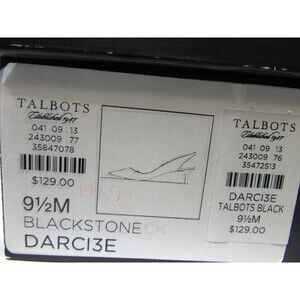 TALBOTS
Established 1947
041 09 13
243009 77
35847078
$129.00
9½M
BLACKSTONE
DARCI3E
TALBOTS
Established 1947
041 09 13
243009 76
35472513
DARCI3E
TALBOTS BLACK
9½M
$129.00